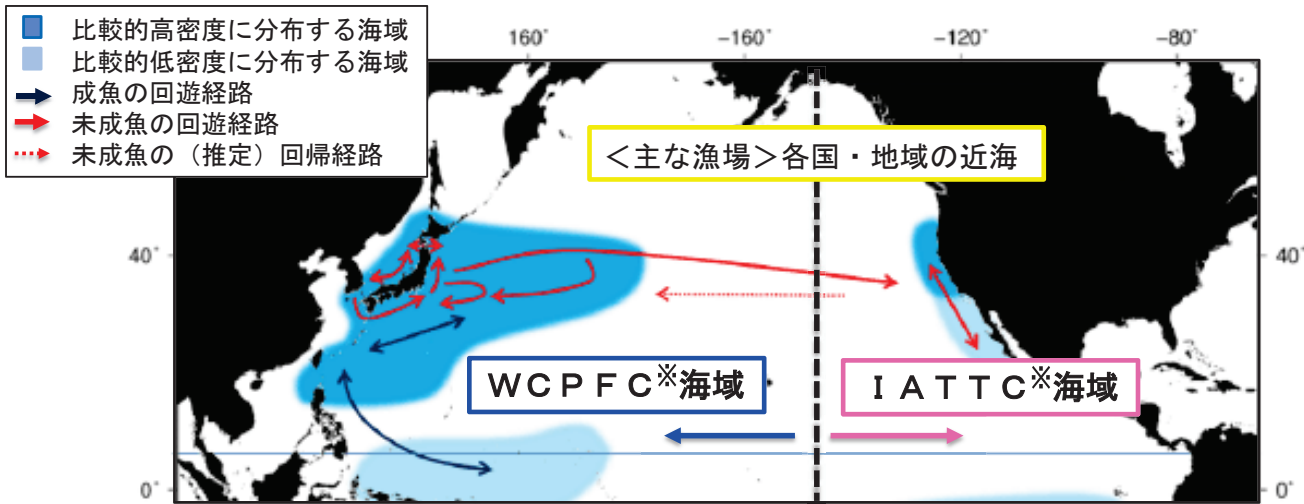 比較的高密度に分布する海域
比較的低密度に分布する海域
成魚の回遊経路
未成魚の回遊経路
未成魚の（推定）回帰経路
160°
-160°
-120°
-80°
＜主な漁場＞各国・地域の近海
40°
40°
ＷＣＰＦＣ※海域
ＩＡＴＴＣ※海域
0°
0°